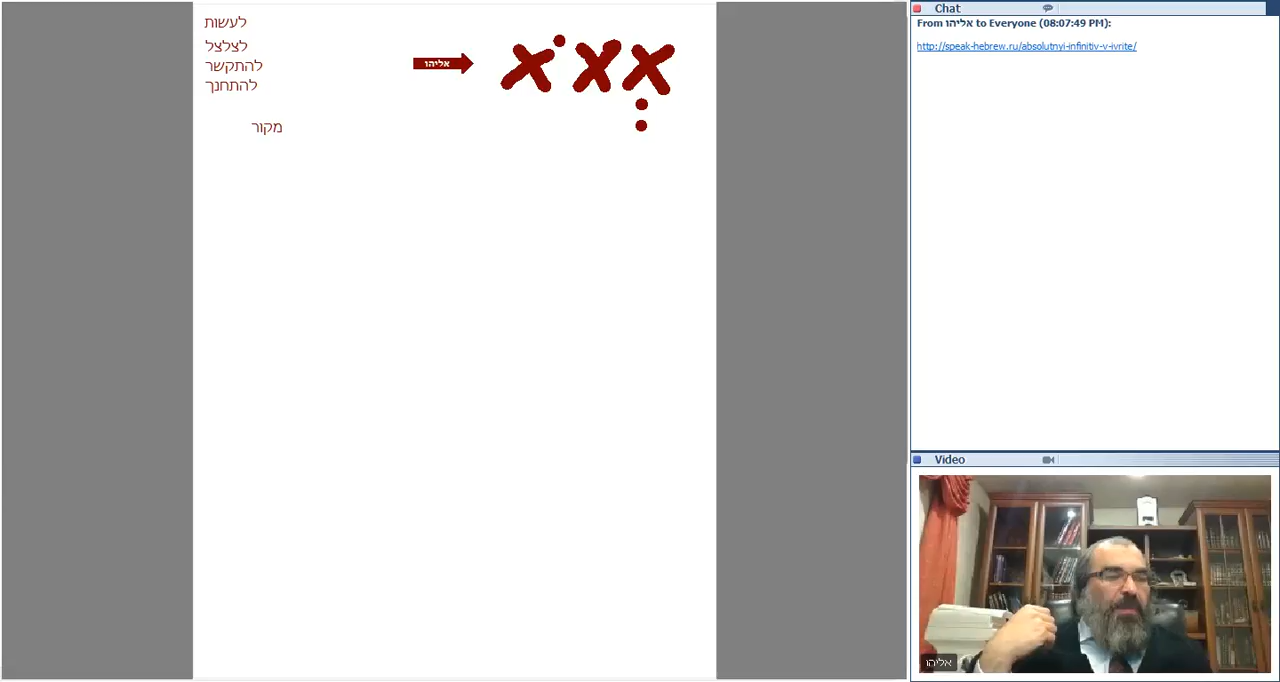 לעשות
לצלצל
להתקשר
להתחנך
מקור
אליהו
Chat
From אליהו to Everyone (08:07:49 PM):
http://speak-hebrew.ru/absolutnyi-infinitiv-v-ivrite/
Video
אליהו